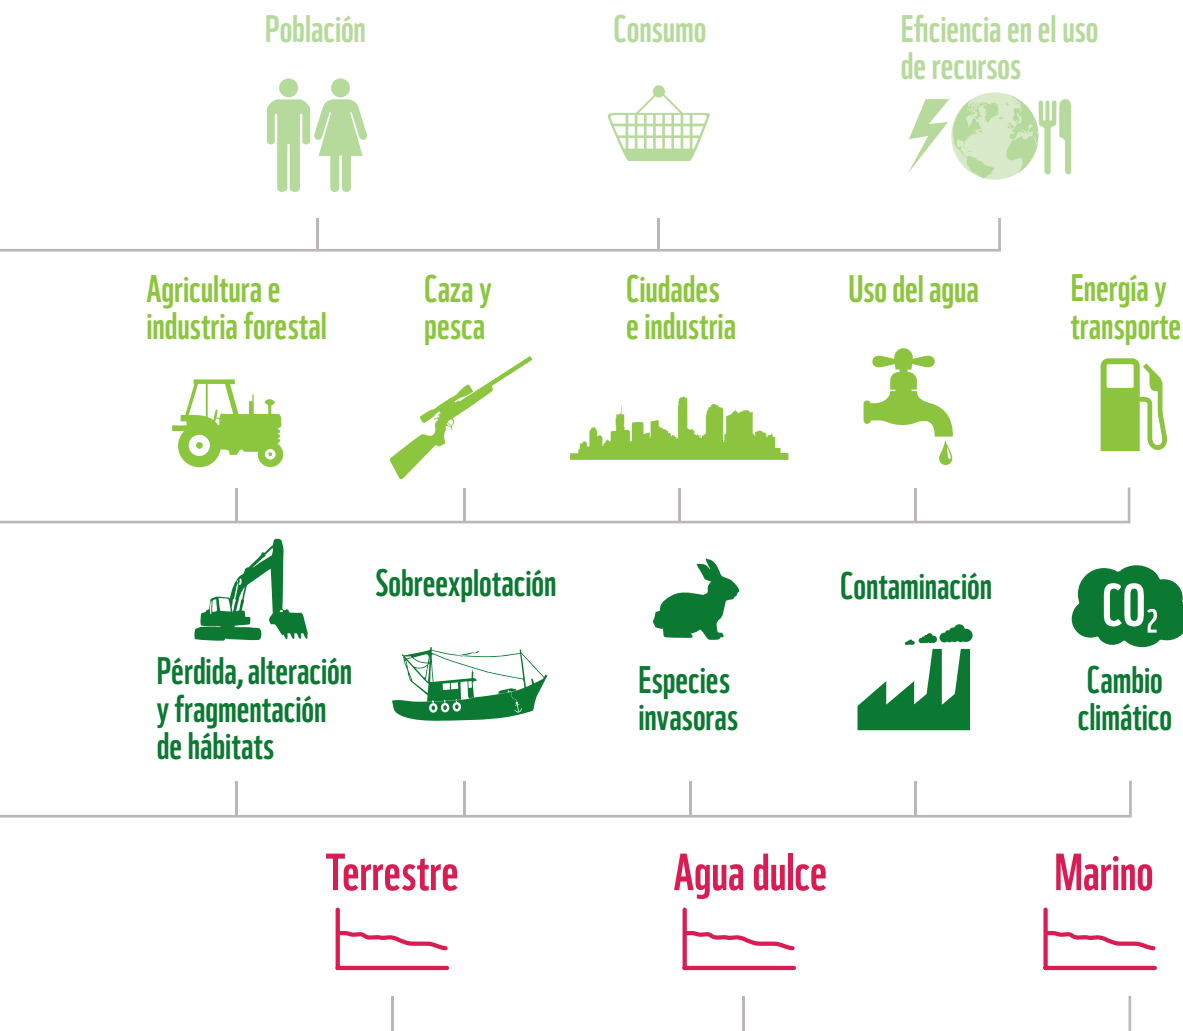 Población
Consumo
Eficiencia en el uso
de recursos
Agricultura e
industria forestal
Caza y
pesca
Ciudades
e industria
Uso del agua
Energía y
transporte
Pérdida, alteración
y fragmentación
de hábitats
Sobreexplotación
Especies
invasoras
Contaminación
CO₂
Cambio
climático
Terrestre
Agua dulce
Marino